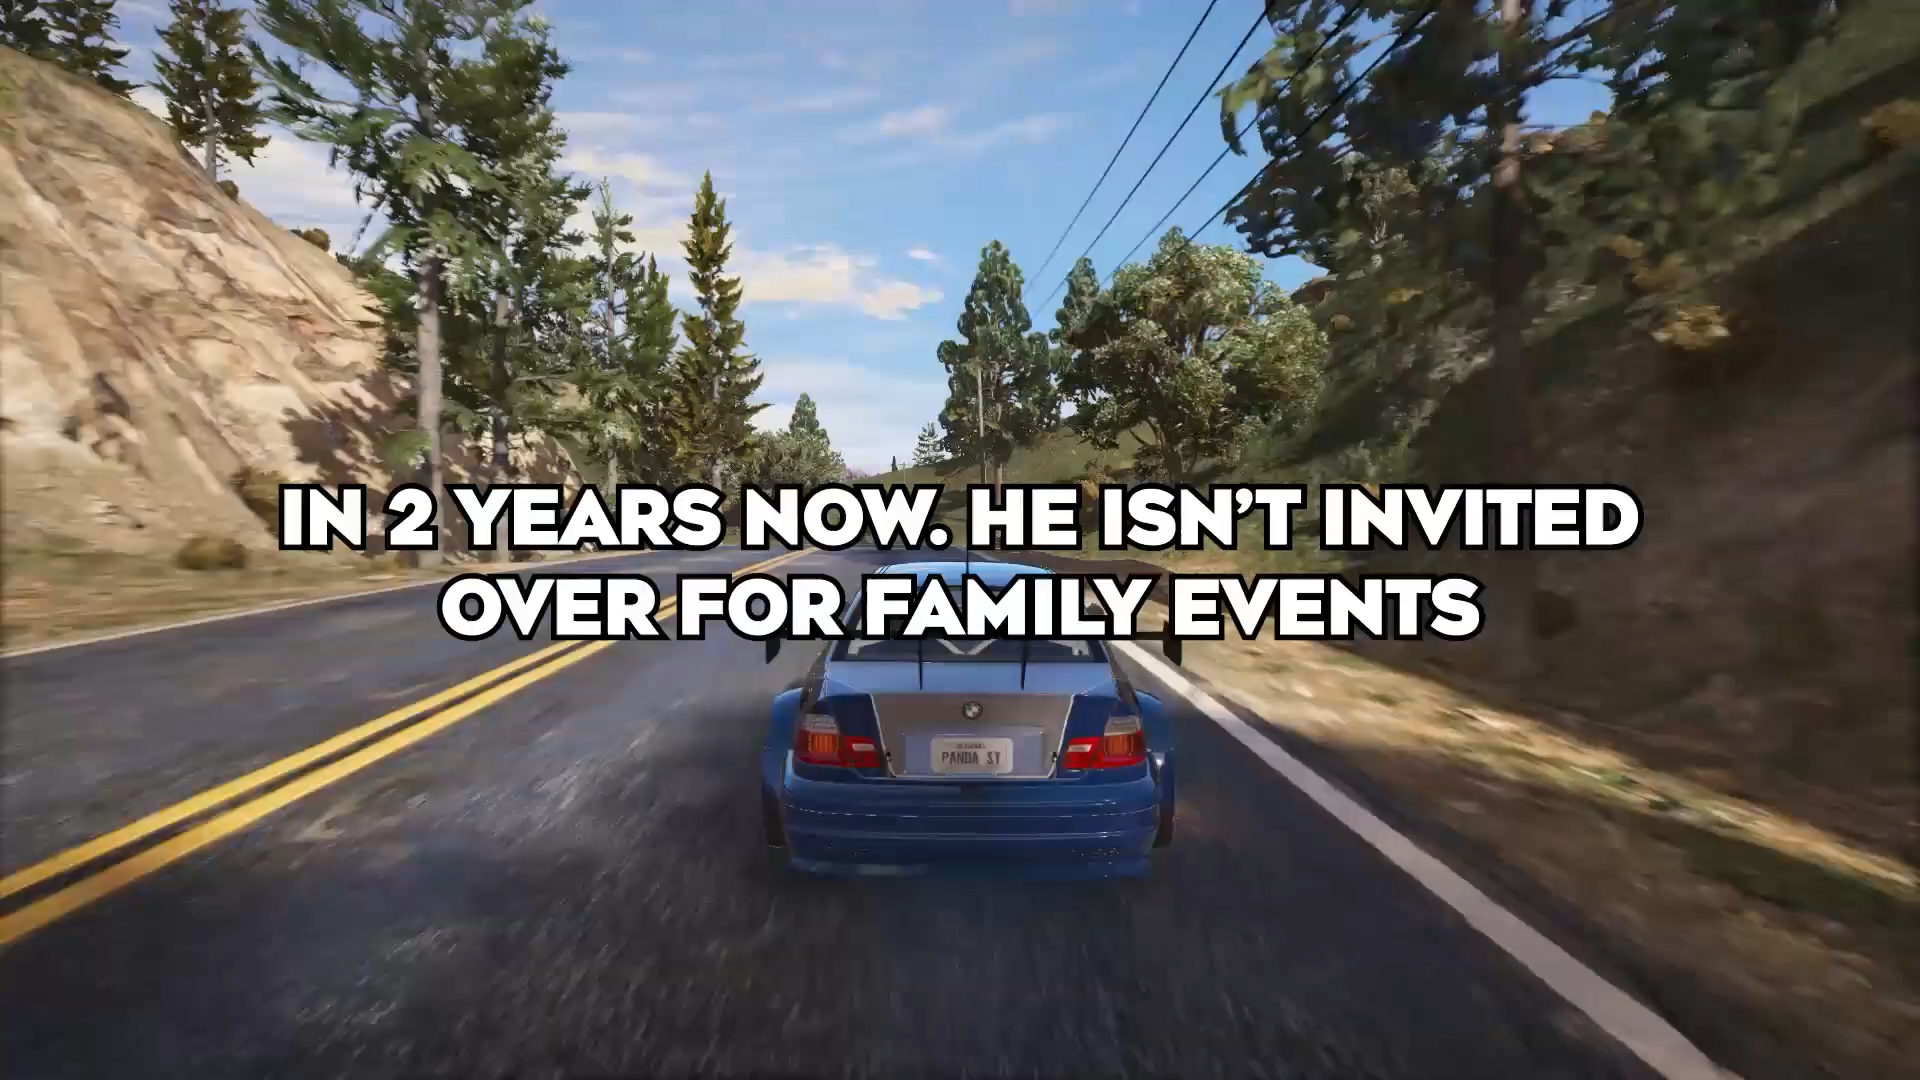 IN 2 YEARS NOW. HE ISN'T INVITED
OVER FOR FAMILY EVENTS
PANDA ST